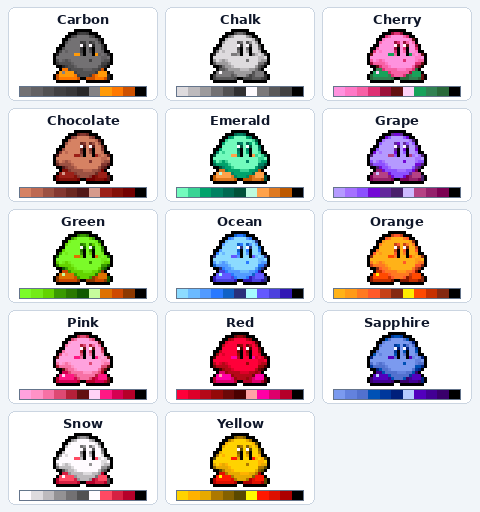 Carbon
Chalk
Cherry
Chocolate
Emerald
Grape
Green
Ocean
Orange
Pink
Red
Sapphire
Snow
Yellow